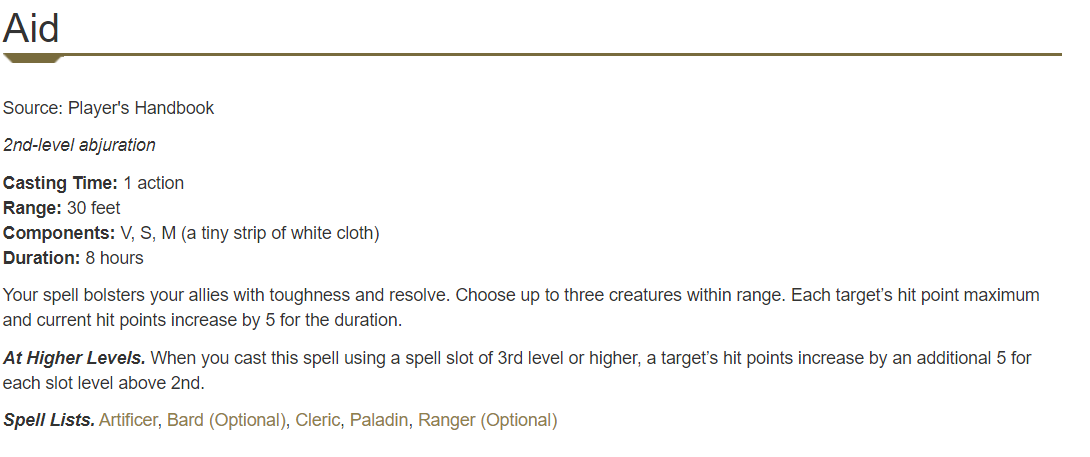 Aid
Source: Player's Handbook
2nd-level abjuration
Casting Time: 1 action
Range: 30 feet
Components: V, S, M (a tiny strip of white cloth)
Duration: 8 hours
Your spell bolsters your allies with toughness and resolve. Choose up to three creatures within range. Each target’s hit point maximum
and current hit points increase by 5 for the duration.
At Higher Levels. When you cast this spell using a spell slot of 3rd level or higher, a target’s hit points increase by an additional 5 for
each slot level above 2nd.
Spell Lists. Artificer, Bard (Optional), Cleric, Paladin, Ranger (Optional)